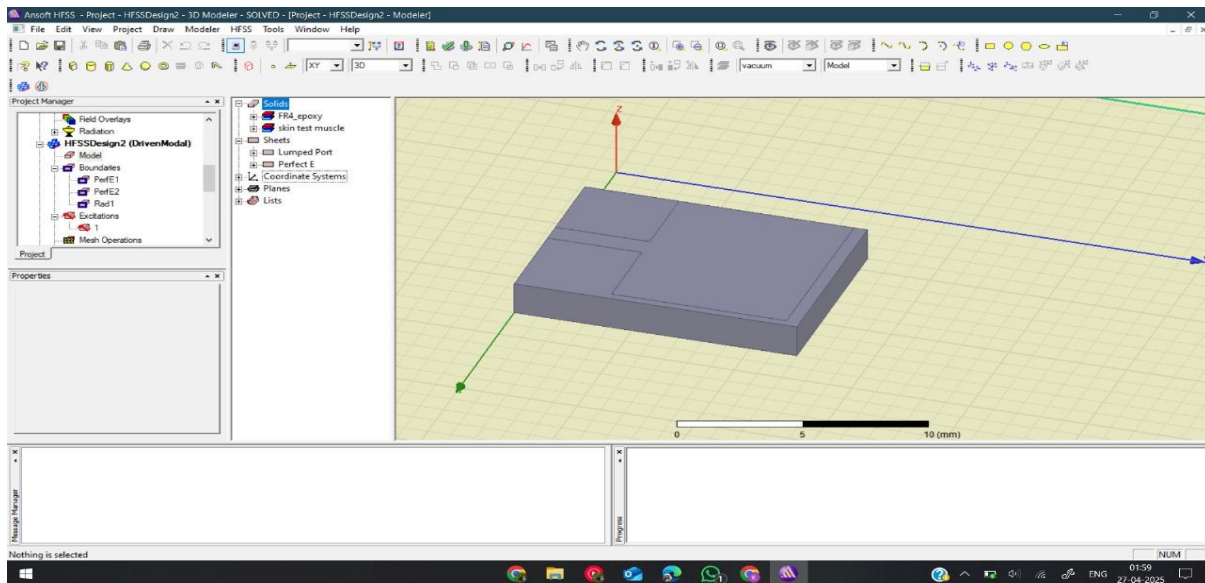 Ansoft HFSS - Project - HFSSDesign2 - 3D Modeler - SOLVED - [Project - HFSSDesign2 - Modeler]
File Edit View Project Draw Modeler HFSS Tools Window Help
XY 3D vacuum Model
Project Manager
Field Overlays
Radiation
HFSSDesign2 (DrivenModal)
Model
Boundaries
PerfE1
PerfE2
Rad1
Excitations
1
Mesh Operations
Project
Properties
Solids
FR4_epoxy
skin test muscle
Sheets
Lumped Port
Perfect E
Coordinate Systems
Planes
Lists
Z
0 5 10 (mm)
Message Manager
Progress
Nothing is selected
NUM
ENG
01:59
27-04-2025